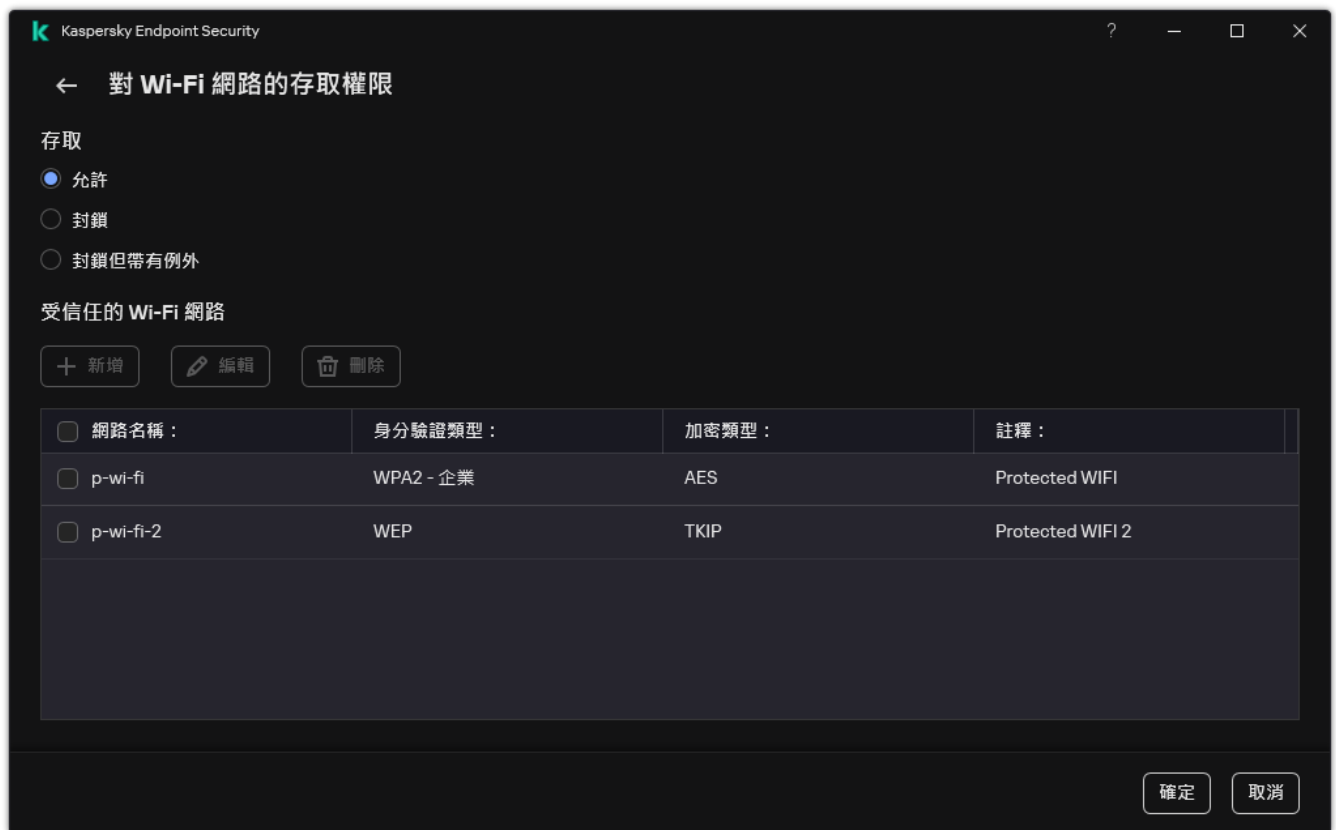 Kaspersky Endpoint Security ?
對 Wi-Fi 網路的存取權限
存取
允許
封鎖
封鎖但帶有例外
受信任的 Wi-Fi 網路
新增 編輯 刪除
網路名稱： 身分驗證類型： 加密類型： 註釋：
p-wi-fi WPA2 - 企業 AES Protected WIFI
p-wi-fi-2 WEP TKIP Protected WIFI 2
確定 取消